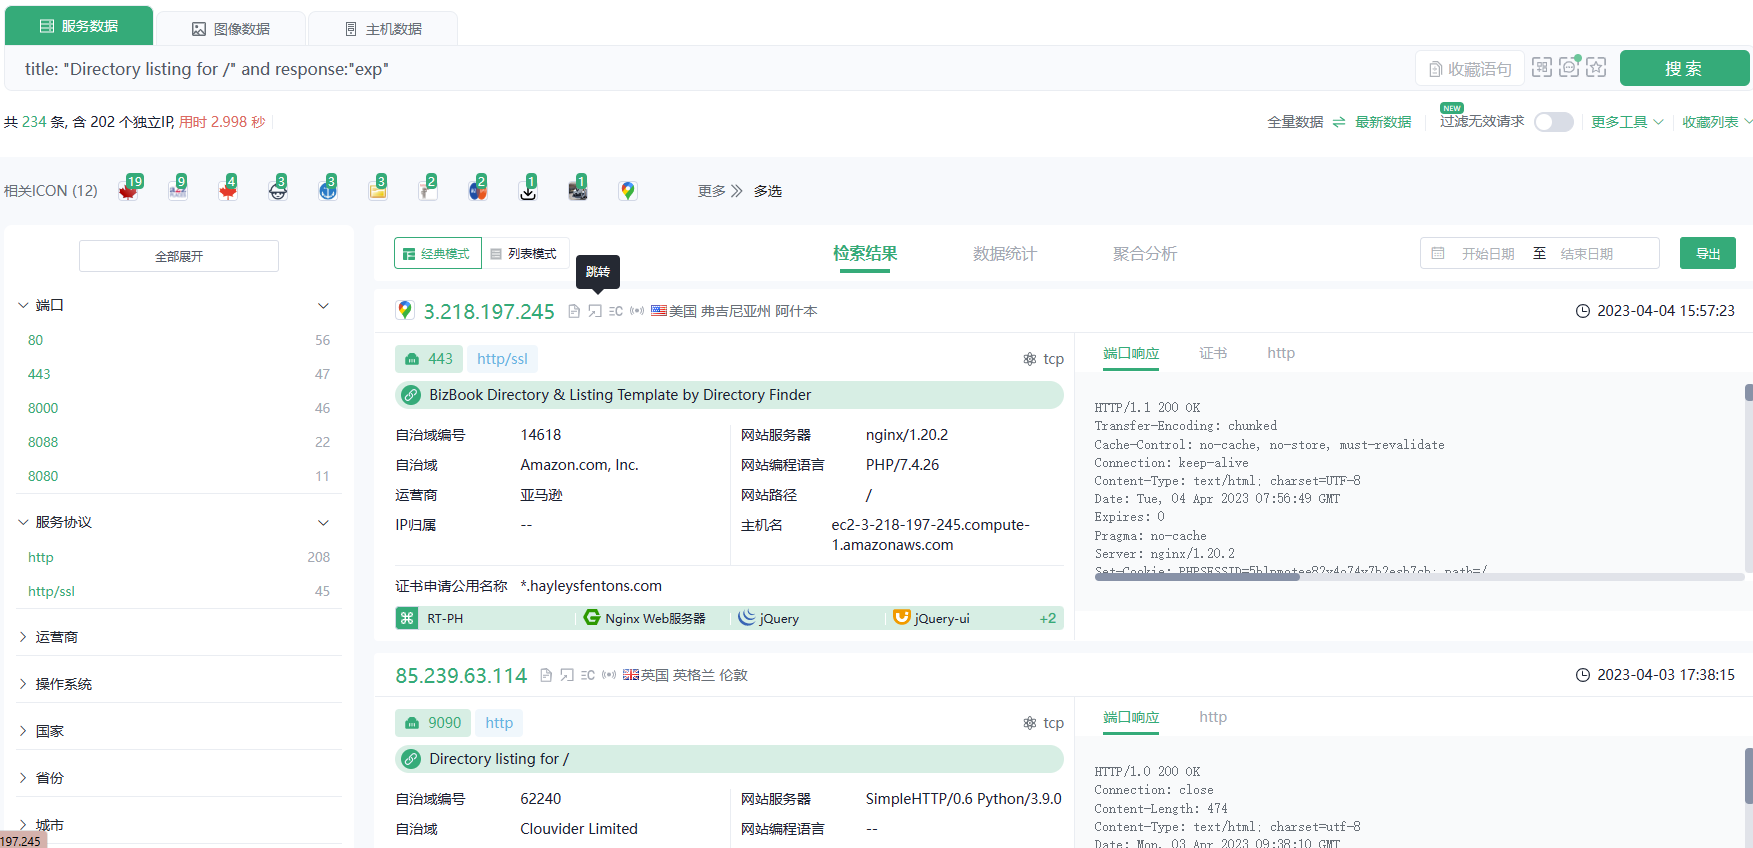 服务数据
图像数据
主机数据
title: "Directory listing for /" and response:"exp"
收藏语句
搜 索
共 234 条, 含 202 个独立IP, 用时 2.998 秒
全量数据 ⇌ 最新数据
NEW
过滤无效请求
更多工具
收藏列表
相关ICON (12)
19
9
4
3
3
3
2
2
1
1
更多
多选
全部展开
经典模式
列表模式
跳转
检索结果
数据统计
聚合分析
开始日期 至 结束日期
导出
端口
80 56
443 47
8000 46
8088 22
8080 11
服务协议
http 208
http/ssl 45
运营商
操作系统
国家
省份
城市
197.245
3.218.197.245
美国 弗吉尼亚州 阿什本
2023-04-04 15:57:23
443 http/ssl
tcp
BizBook Directory & Listing Template by Directory Finder
自治域编号 14618
网站服务器 nginx/1.20.2
自治域 Amazon.com, Inc.
网站编程语言 PHP/7.4.26
运营商 亚马逊
网站路径 /
IP归属 --
主机名 ec2-3-218-197-245.compute-
1.amazonaws.com
证书申请公用名称 *.hayleysfentons.com
RT-PH
Nginx Web服务器
jQuery
jQuery-ui
+2
端口响应 证书 http
HTTP/1.1 200 OK
Transfer-Encoding: chunked
Cache-Control: no-cache, no-store, must-revalidate
Connection: keep-alive
Content-Type: text/html; charset=UTF-8
Date: Tue, 04 Apr 2023 07:56:49 GMT
Expires: 0
Pragma: no-cache
Server: nginx/1.20.2
85.239.63.114
英国 英格兰 伦敦
2023-04-03 17:38:15
9090 http
tcp
Directory listing for /
自治域编号 62240
网站服务器 SimpleHTTP/0.6 Python/3.9.0
自治域 Clouvider Limited
网站编程语言 --
端口响应 http
HTTP/1.0 200 OK
Connection: close
Content-Length: 474
Content-Type: text/html; charset=utf-8
Date: Mon, 03 Apr 2023 09:38:10 GMT